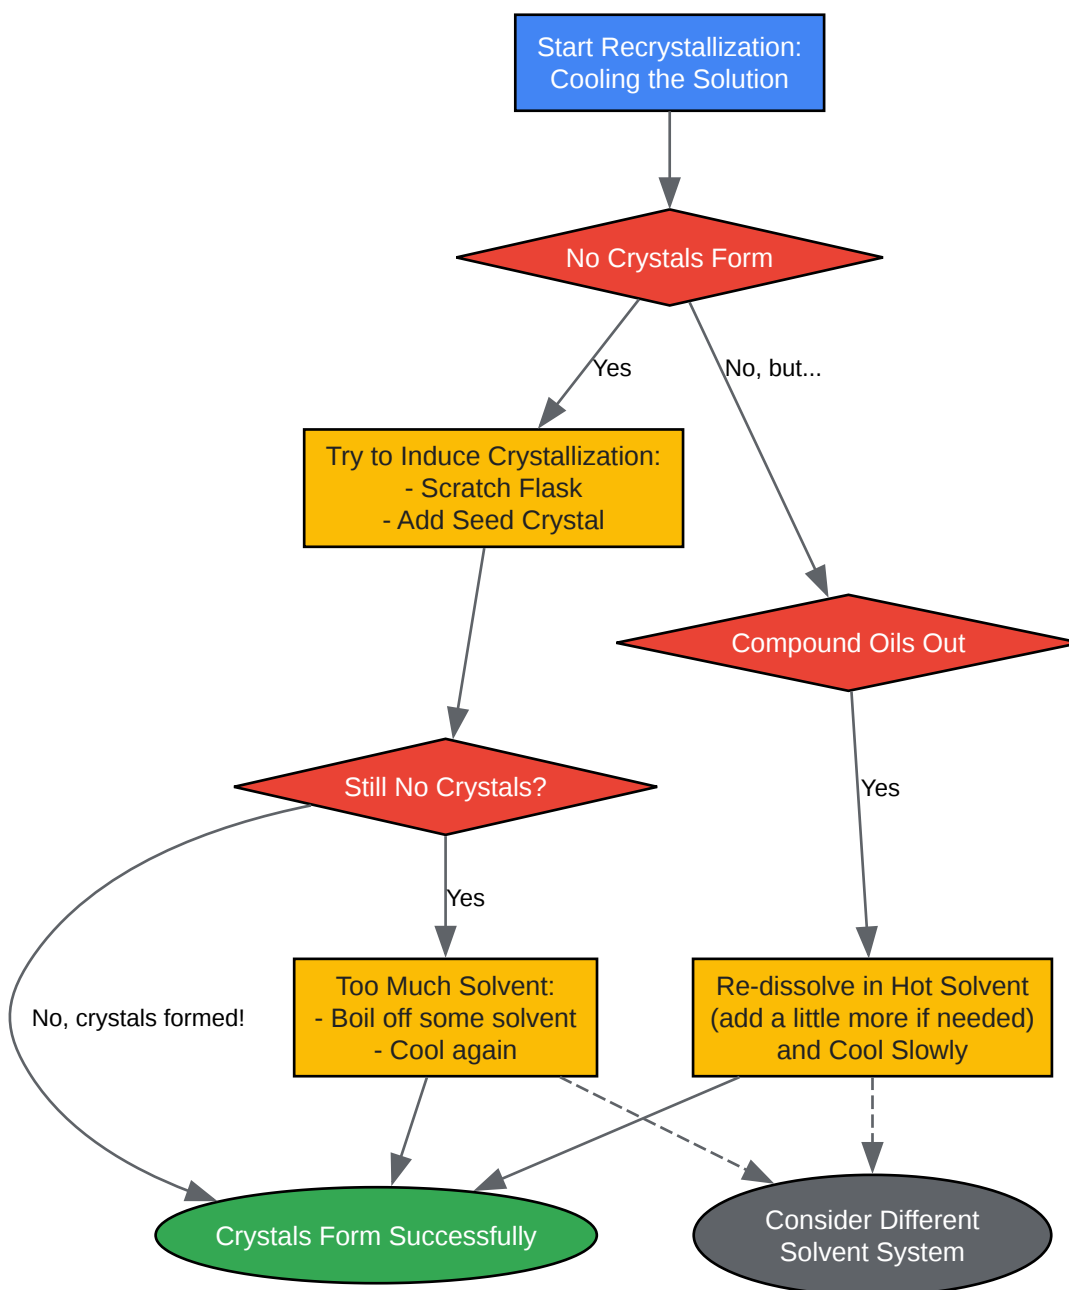 Start Recrystallization:
Cooling the Solution
No Crystals Form
Yes
No, but...
Try to Induce Crystallization:
- Scratch Flask
- Add Seed Crystal
Compound Oils Out
Still No Crystals?
Yes
Yes
No, crystals formed!
Too Much Solvent:
- Boil off some solvent
- Cool again
Re-dissolve in Hot Solvent
(add a little more if needed)
and Cool Slowly
Crystals Form Successfully
Consider Different
Solvent System